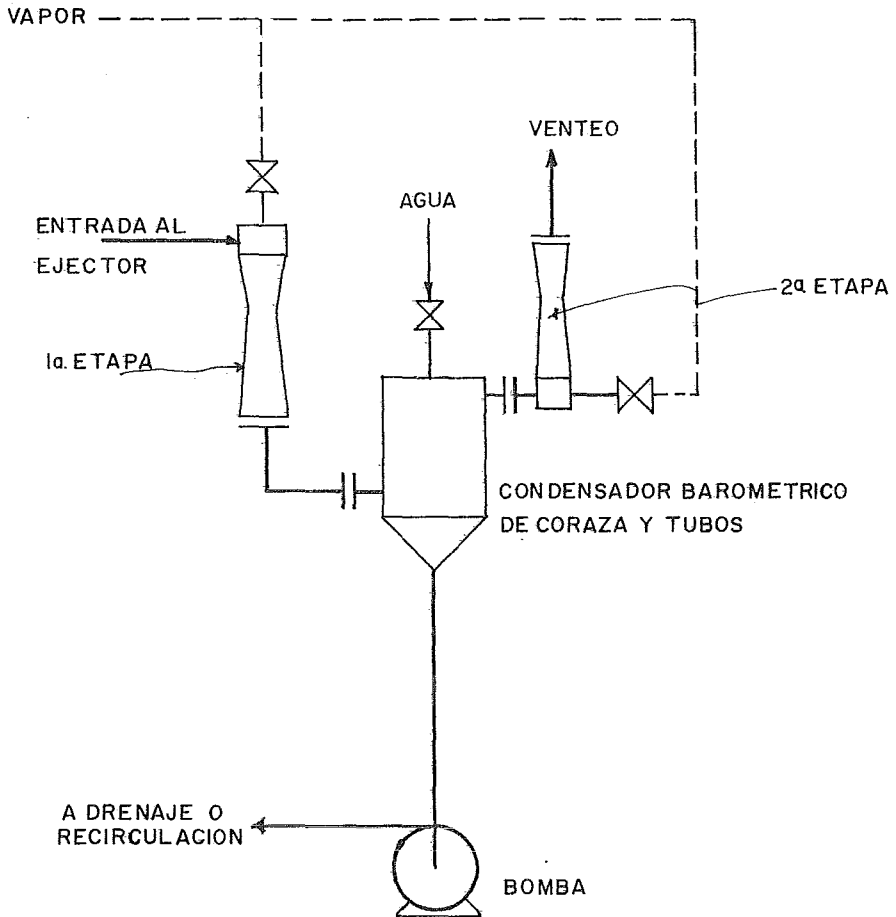 VAPOR
VENTEO
AGUA
ENTRADA AL
EJECTOR
2a ETAPA
1a. ETAPA
CONDENSADOR BAROMETRICO
DE CORAZA Y TUBOS
A DRENAJE O
RECIRCULACION
BOMBA